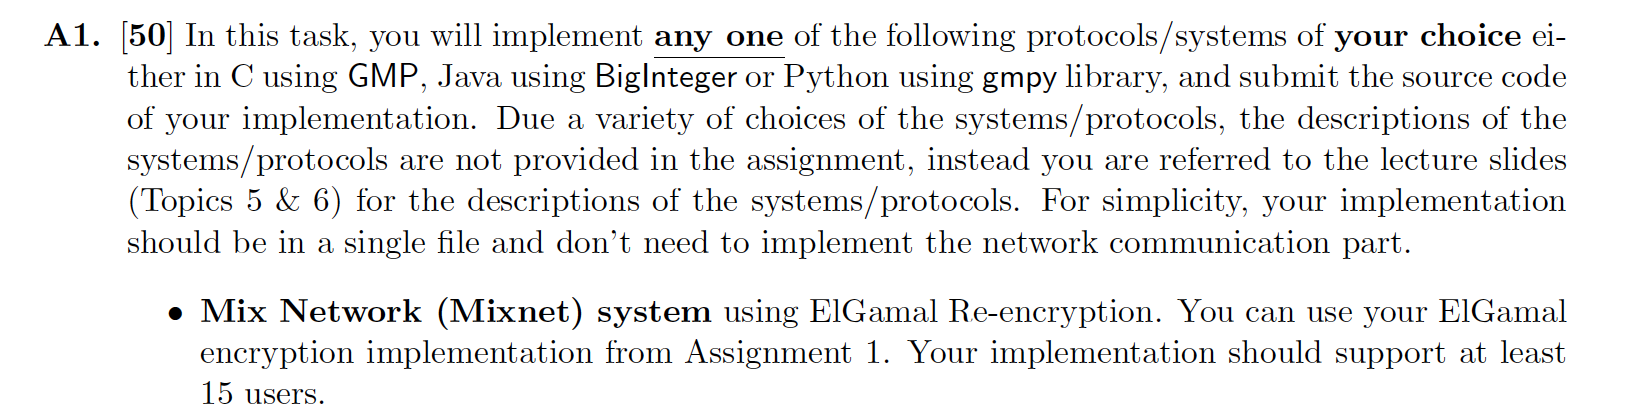 A1. [50] In this task, you will implement any one of the following protocols/systems of your choice ei-
ther in C using GMP, Java using BigInteger or Python using gmpy library, and submit the source code
of your implementation. Due a variety of choices of the systems/protocols, the descriptions of the
systems/protocols are not provided in the assignment, instead you are referred to the lecture slides
(Topics 5 & 6) for the descriptions of the systems/protocols. For simplicity, your implementation
should be in a single file and don't need to implement the network communication part.
• Mix Network (Mixnet) system using ElGamal Re-encryption. You can use your ElGamal
encryption implementation from Assignment 1. Your implementation should support at least
15 users.